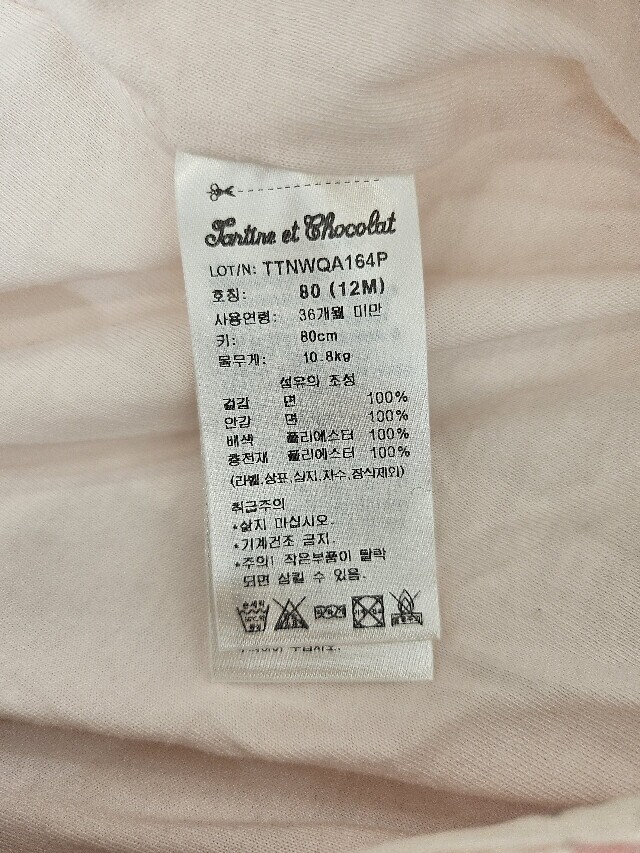 Tartine et Chocolat
LOT/N: TTNWQA164P
호칭: 80 (12M)
사용연령: 36개월 미만
키: 80cm
몸무게: 10.8kg
섬유의 조성
겉감 면 100%
안감 면 100%
배색 폴리에스터 100%
충전재 폴리에스터 100%
(라벨,상표,심지,자수,장식제외)
취급주의
*삶지 마십시오.
*기계건조 금지.
*주의! 작은부품이 탈락
되면 삼킬 수 있음.
손세탁